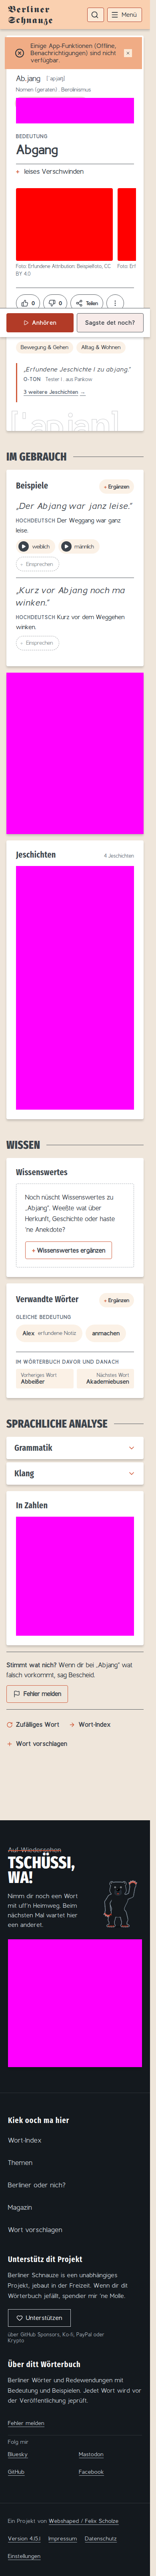 Berliner
Schnauze
Menü
Einige App-Funktionen (Offline,
Benachrichtigungen) sind nicht
verfügbar.
Ab.jang [ˈapjaŋ]
Nomen (geraten) · Berolinismus
BEDEUTUNG
Abgang
leises Verschwinden
Foto: Erfundene Attribution: Beispielfoto, CC
BY 4.0
Foto: Erf
0
0
Teilen
Anhören
Sagste det noch?
Bewegung & Gehen
Alltag & Wohnen
„Erfundene Jeschichte I zu abjang.“
O-TON Tester I. aus Pankow
3 weitere Jeschichten →
[ˈapjaŋ]
IM GEBRAUCH
Beispiele
+ Ergänzen
„Der Abjang war janz leise.“
HOCHDEUTSCH Der Weggang war ganz
leise.
weiblich
männlich
Einsprechen
„Kurz vor Abjang noch ma
winken.“
HOCHDEUTSCH Kurz vor dem Weggehen
winken.
Einsprechen
Jeschichten
4 Jeschichten
WISSEN
Wissenswertes
Noch nüscht Wissenswertes zu
„Abjang“. Weeßte wat über
Herkunft, Geschichte oder haste
'ne Anekdote?
+ Wissenswertes ergänzen
Verwandte Wörter
+ Ergänzen
GLEICHE BEDEUTUNG
Alex erfundene Notiz
anmachen
IM WÖRTERBUCH DAVOR UND DANACH
Vorheriges Wort
Abbeißer
Nächstes Wort
Akademiebusen
SPRACHLICHE ANALYSE
Grammatik
Klang
In Zahlen
Stimmt wat nich? Wenn dir bei „Abjang“ wat
falsch vorkommt, sag Bescheid.
Fehler melden
Zufälliges Wort
Wort-Index
Wort vorschlagen
Auf Wiedersehen
TSCHÜSSI,
WA!
Nimm dir noch een Wort
mit uff'n Heimweg. Beim
nächsten Mal wartet hier
een anderet.
Kiek ooch ma hier
Wort-Index
Themen
Berliner oder nich?
Magazin
Wort vorschlagen
Unterstütz dit Projekt
Berliner Schnauze is een unabhängiges
Projekt, jebaut in der Freizeit. Wenn dir dit
Wörterbuch jefällt, spendier mir 'ne Molle.
Unterstützen
über GitHub Sponsors, Ko-fi, PayPal oder
Krypto
Über ditt Wörterbuch
Berliner Wörter und Redewendungen mit
Bedeutung und Beispielen. Jedet Wort wird vor
der Veröffentlichung jeprüft.
Fehler melden
Folg mir
Bluesky
Mastodon
GitHub
Facebook
Ein Projekt von Webshaped / Felix Scholze
Version 4.15.1
Impressum
Datenschutz
Einstellungen